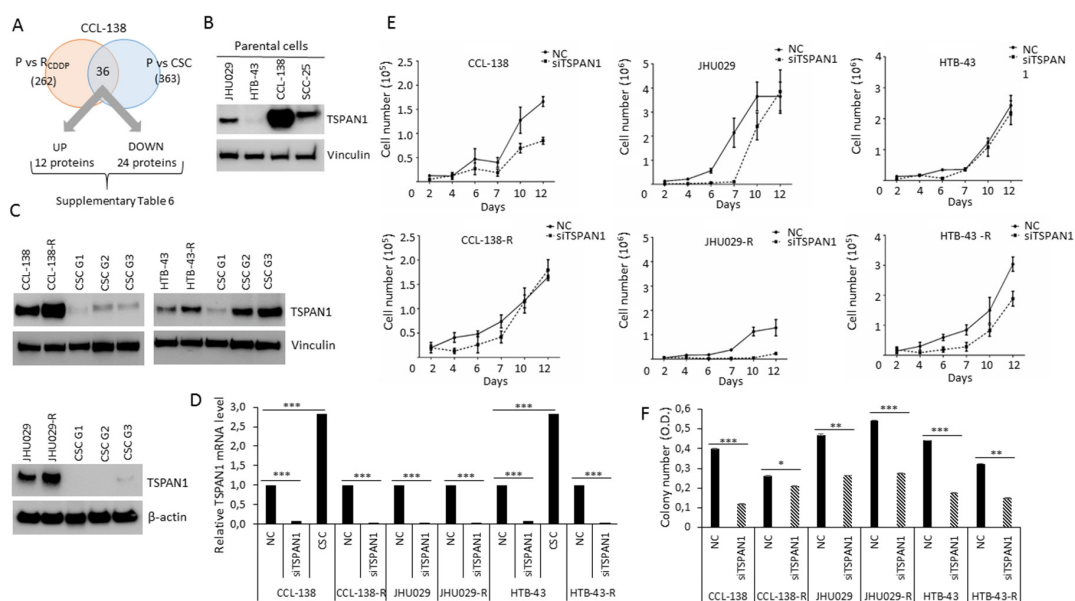 A
CCL-138
P vs R CDDP
(262)
36
P vs CSC
(363)
UP
12 proteins
DOWN
24 proteins
Supplementary Table 6
B
Parental cells
JHU029
HTB-43
CCL-138
SCC-25
TSPAN1
Vinculin
C
CCL-138
CCL-138-R
CSC G1
CSC G2
CSC G3
HTB-43
HTB-43-R
CSC G1
CSC G2
CSC G3
TSPAN1
Vinculin
JHU029
JHU029-R
CSC G1
CSC G2
CSC G3
TSPAN1
β-actin
D
Relative TSPAN1 mRNA level
3,0
2,5
2,0
1,5
1,0
0,5
0,0
***
***
***
***
***
***
***
***
NC
siTSPAN1
CSC
NC
siTSPAN1
NC
siTSPAN1
NC
siTSPAN1
NC
siTSPAN1
CSC
NC
siTSPAN1
CCL-138
CCL-138-R
JHU029
JHU029-R
HTB-43
HTB-43-R
E
CCL-138
NC
siTSPAN1
Cell number (10⁵)
2.5
2.0
1.5
1.0
0.5
0 2 4 6 7 10 12
Days
JHU029
NC
siTSPAN1
Cell number (10⁶)
6
5
4
3
2
1
0 2 4 6 8 10 12
Days
HTB-43
NC
siTSPAN
1
Cell number (10⁶)
4
3
2
1
0 2 4 6 7 10 12
Days
CCL-138-R
NC
siTSPAN1
Cell number (10⁵)
2.5
2.0
1.5
1.0
0.5
0 2 4 6 7 10 12
Days
JHU029-R
NC
siTSPAN1
Cell number (10⁶)
6
5
4
3
2
1
0 2 4 6 7 10 12
Days
HTB-43 -R
NC
siTSPAN1
Cell number (10⁵)
4
3
2
1
0 2 4 6 7 10 12
Days
F
Colony number (O.D.)
0,6
0,5
0,4
0,3
0,2
0,1
0
***
*
**
***
***
**
NC
siTSPAN1
NC
siTSPAN1
NC
siTSPAN1
NC
siTSPAN1
NC
siTSPAN1
NC
siTSPAN1
CCL-138
CCL-138-R
JHU029
JHU029-R
HTB-43
HTB-43-R